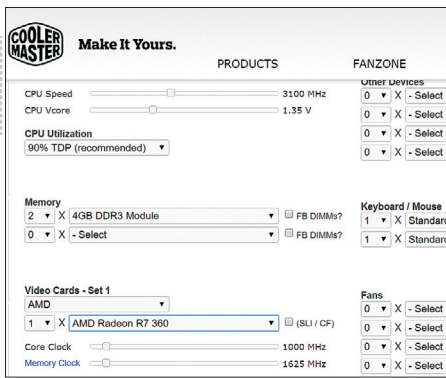 COOLER MASTER
Make It Yours.
PRODUCTS FANZONE
CPU Speed 3100 MHz
CPU Vcore 1.35 V
CPU Utilization
90% TDP (recommended)
Other Devices
0 X - Select
0 X - Select
0 X - Select
0 X - Select
Memory
2 X 4GB DDR3 Module FB DIMMs?
0 X - Select FB DIMMs?
Keyboard / Mouse
1 X Standard
1 X Standard
Video Cards - Set 1
AMD
1 X AMD Radeon R7 360 (SLI / CF)
Core Clock 1000 MHz
Memory Clock 1625 MHz
Fans
0 X - Select
0 X - Select
0 X - Select
0 X - Select